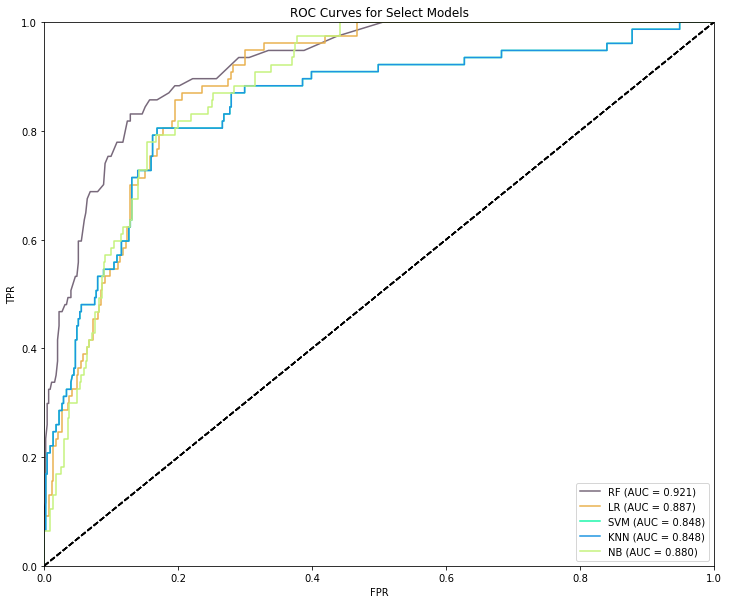 ROC Curves for Select Models
1.0
0.8
0.6
0.4
0.2
0.0
TPR
0.0 0.2 0.4 0.6 0.8 1.0
FPR
RF (AUC = 0.921)
LR (AUC = 0.887)
SVM (AUC = 0.848)
KNN (AUC = 0.848)
NB (AUC = 0.880)